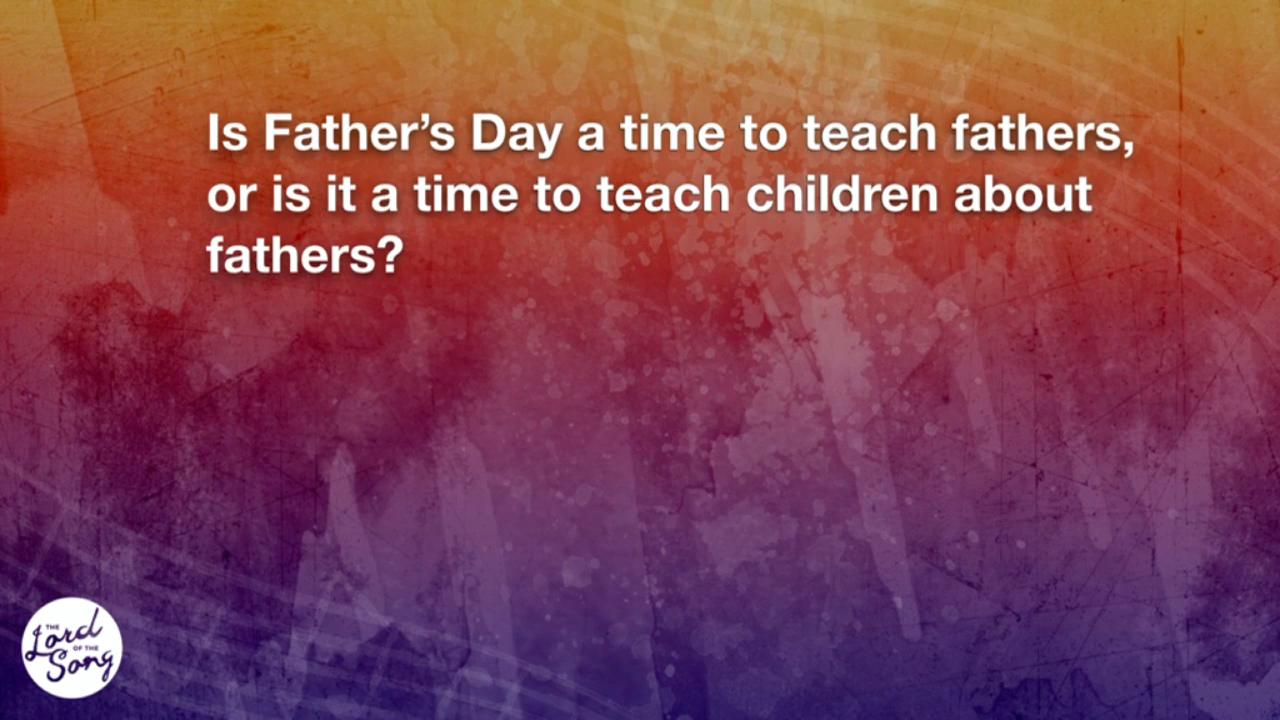 Is Father’s Day a time to teach fathers,
or is it a time to teach children about
fathers?
THE
Lord
OF THE
Song